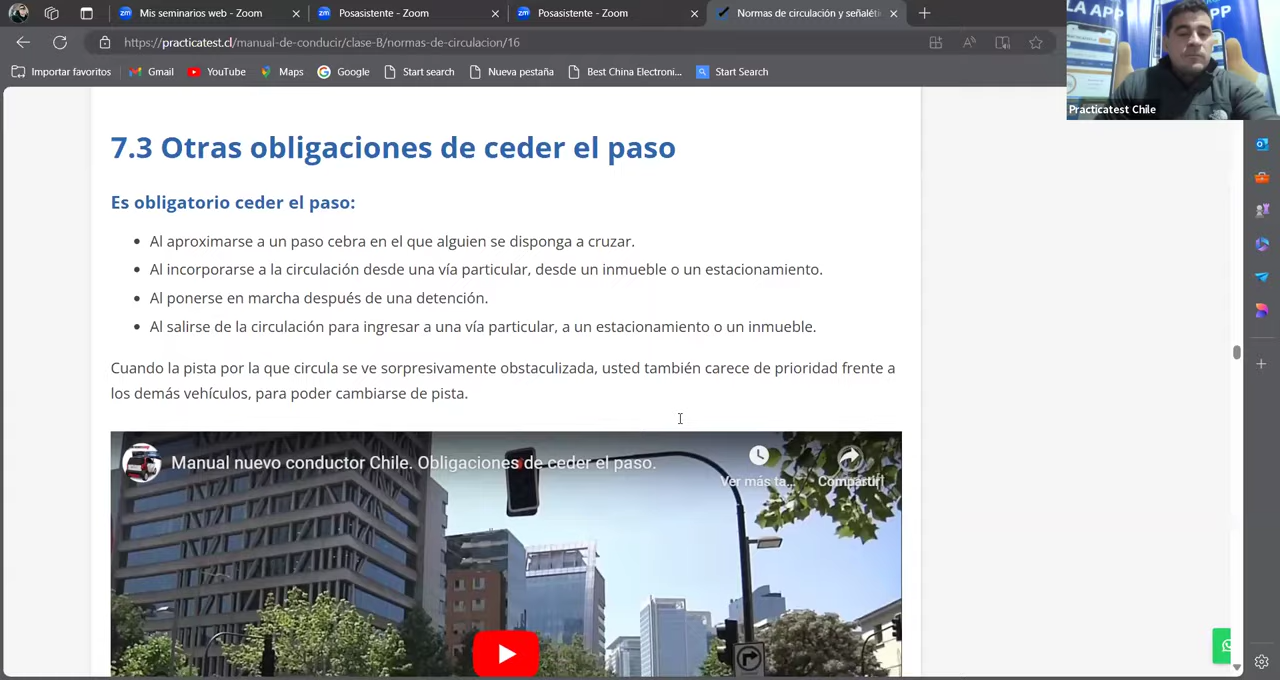 Mis seminarios web - Zoom
Posasistente - Zoom
Posasistente - Zoom
Normas de circulación y señaléti
https://practicatest.cl/manual-de-conducir/clase-B/normas-de-circulacion/16
Importar favoritos
Gmail
YouTube
Maps
Google
Start search
Nueva pestaña
Best China Electroni...
Start Search
LA APP
APP
Practicatest Chile
7.3 Otras obligaciones de ceder el paso
Es obligatorio ceder el paso:
• Al aproximarse a un paso cebra en el que alguien se disponga a cruzar.
• Al incorporarse a la circulación desde una vía particular, desde un inmueble o un estacionamiento.
• Al ponerse en marcha después de una detención.
• Al salirse de la circulación para ingresar a una vía particular, a un estacionamiento o un inmueble.
Cuando la pista por la que circula se ve sorpresivamente obstaculizada, usted también carece de prioridad frente a
los demás vehículos, para poder cambiarse de pista.
Manual nuevo conductor Chile. Obligaciones de ceder el paso.
Ver más ta...
Compartir